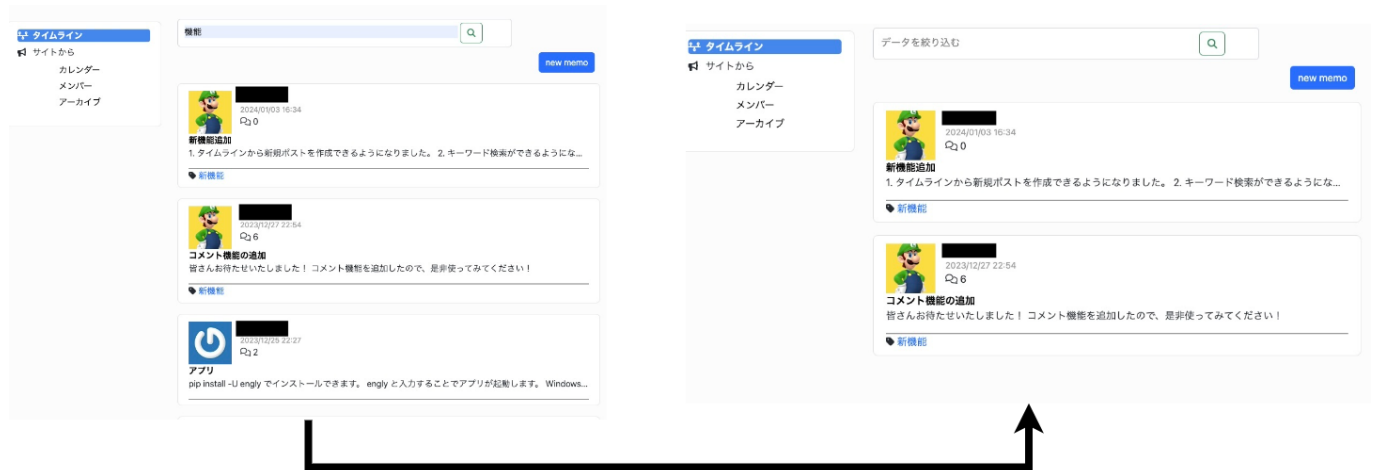 タイムライン
サイトから
カレンダー
メンバー
アーカイブ
機能
new memo
2024/01/03 16:34
0
新機能追加
1. タイムラインから新規ポストを作成できるようになりました。 2. キーワード検索ができるようにな...
新機能
2023/12/27 22:54
6
コメント機能の追加
皆さんお待たせいたしました！ コメント機能を追加したので、是非使ってみてください！
新機能
2023/12/25 22:27
2
アプリ
pip install -U engly でインストールできます。 engly と入力することでアプリが起動します。 Windows...
タイムライン
サイトから
カレンダー
メンバー
アーカイブ
データを絞り込む
new memo
2024/01/03 16:34
0
新機能追加
1. タイムラインから新規ポストを作成できるようになりました。 2. キーワード検索ができるようにな...
新機能
2023/12/27 22:54
6
コメント機能の追加
皆さんお待たせいたしました！ コメント機能を追加したので、是非使ってみてください！
新機能